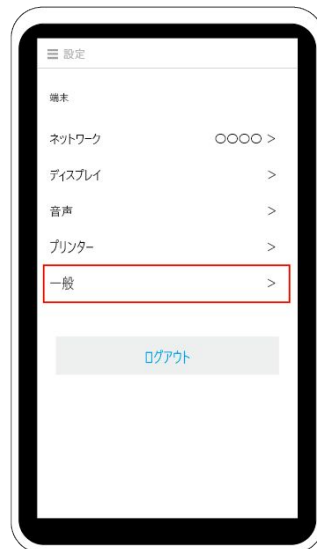 ☰ 設定
端末
ネットワーク 〇〇〇〇 >
ディスプレイ >
音声 >
プリンター >
一般 >
ログアウト